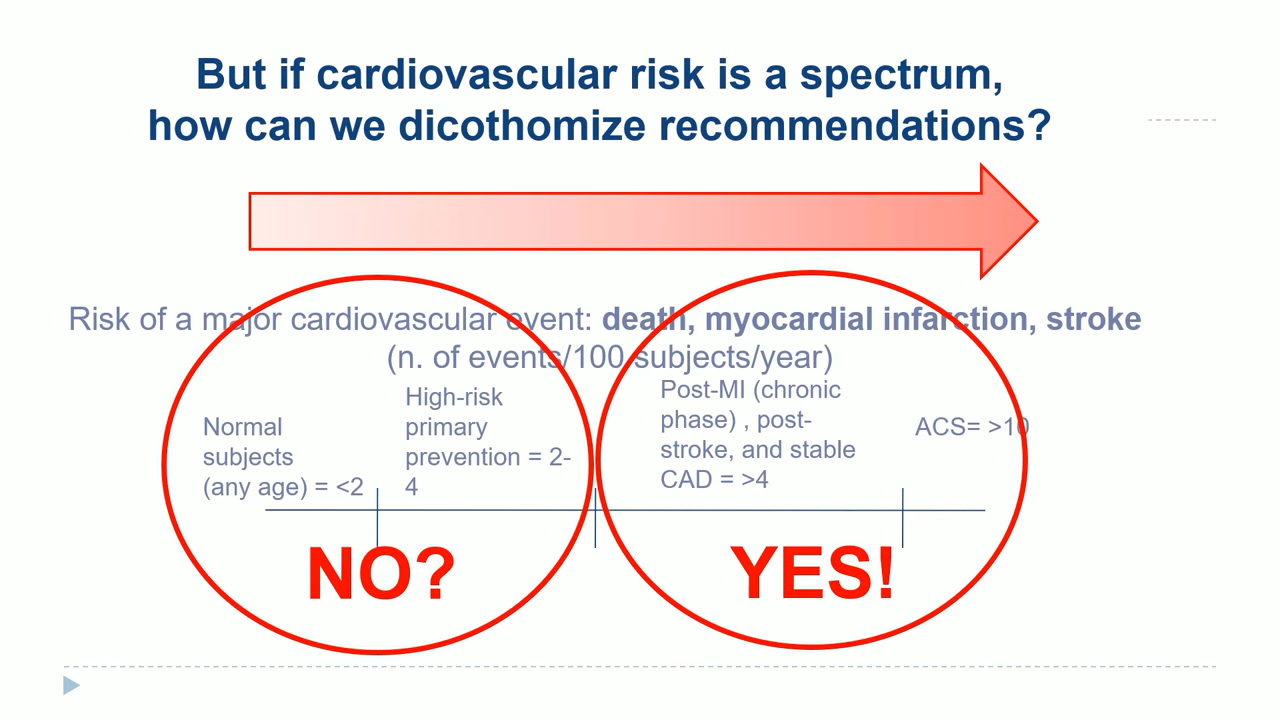 But if cardiovascular risk is a spectrum,
how can we dicothomize recommendations?
Risk of a major cardiovascular event: death, myocardial infarction, stroke
(n. of events/100 subjects/year)
Normal
subjects
(any age) = <2
High-risk
primary
prevention = 2-
4
Post-MI (chronic
phase) , post-
stroke, and stable
CAD = >4
ACS= >10
NO?
YES!